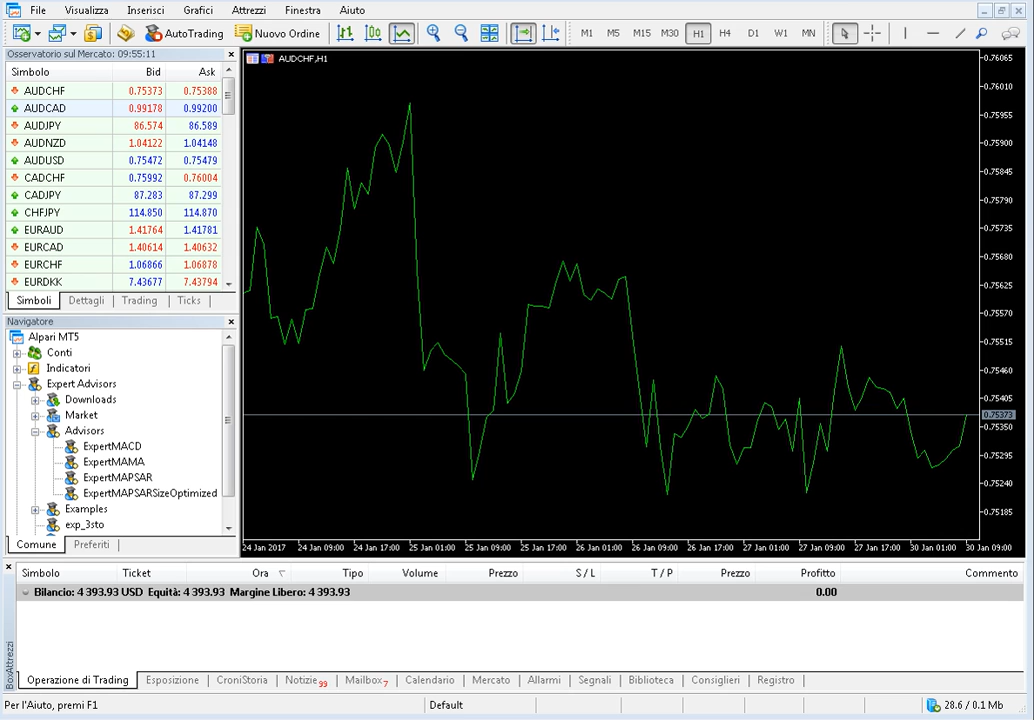 File Visualizza Inserisci Grafici Attrezzi Finestra Aiuto
AutoTrading Nuovo Ordine M1 M5 M15 M30 H1 H4 D1 W1 MN
Osservatorio sul Mercato: 09:55:11
Simbolo Bid Ask
AUDCHF 0.75373 0.75388
AUDCAD 0.99178 0.99200
AUDJPY 86.574 86.589
AUDNZD 1.04122 1.04148
AUDUSD 0.75472 0.75479
CADCHF 0.75992 0.76004
CADJPY 87.283 87.299
CHFJPY 114.850 114.870
EURAUD 1.41764 1.41781
EURCAD 1.40614 1.40632
EURCHF 1.06866 1.06878
EURDKK 7.43677 7.43794
Simboli Dettagli Trading Ticks
Navigatore
Alpari MT5
Conti
Indicatori
Expert Advisors
Downloads
Market
Advisors
ExpertMACD
ExpertMAMA
ExpertMAPSAR
ExpertMAPSARSizeOptimized
Examples
exp_3sto
Comune Preferiti
AUDCHF,H1
0.76065
0.76010
0.75955
0.75900
0.75845
0.75790
0.75735
0.75680
0.75625
0.75570
0.75515
0.75460
0.75405
0.75373
0.75350
0.75295
0.75240
0.75185
24 Jan 2017 24 Jan 09:00 24 Jan 17:00 25 Jan 01:00 25 Jan 09:00 25 Jan 17:00 26 Jan 01:00 26 Jan 09:00 26 Jan 17:00 27 Jan 01:00 27 Jan 09:00 27 Jan 17:00 30 Jan 01:00 30 Jan 09:00
Simbolo Ticket Ora Tipo Volume Prezzo S / L T / P Prezzo Profitto Commento
Bilancio: 4 393.93 USD Equità: 4 393.93 Margine Libero: 4 393.93 0.00
BoxAttrezzi
Operazione di Trading Esposizione CroniStoria Notizie 99 Mailbox 7 Calendario Mercato Allarmi Segnali Biblioteca Consiglieri Registro
Per l'Aiuto, premi F1 Default 28.6 / 0.1 Mb